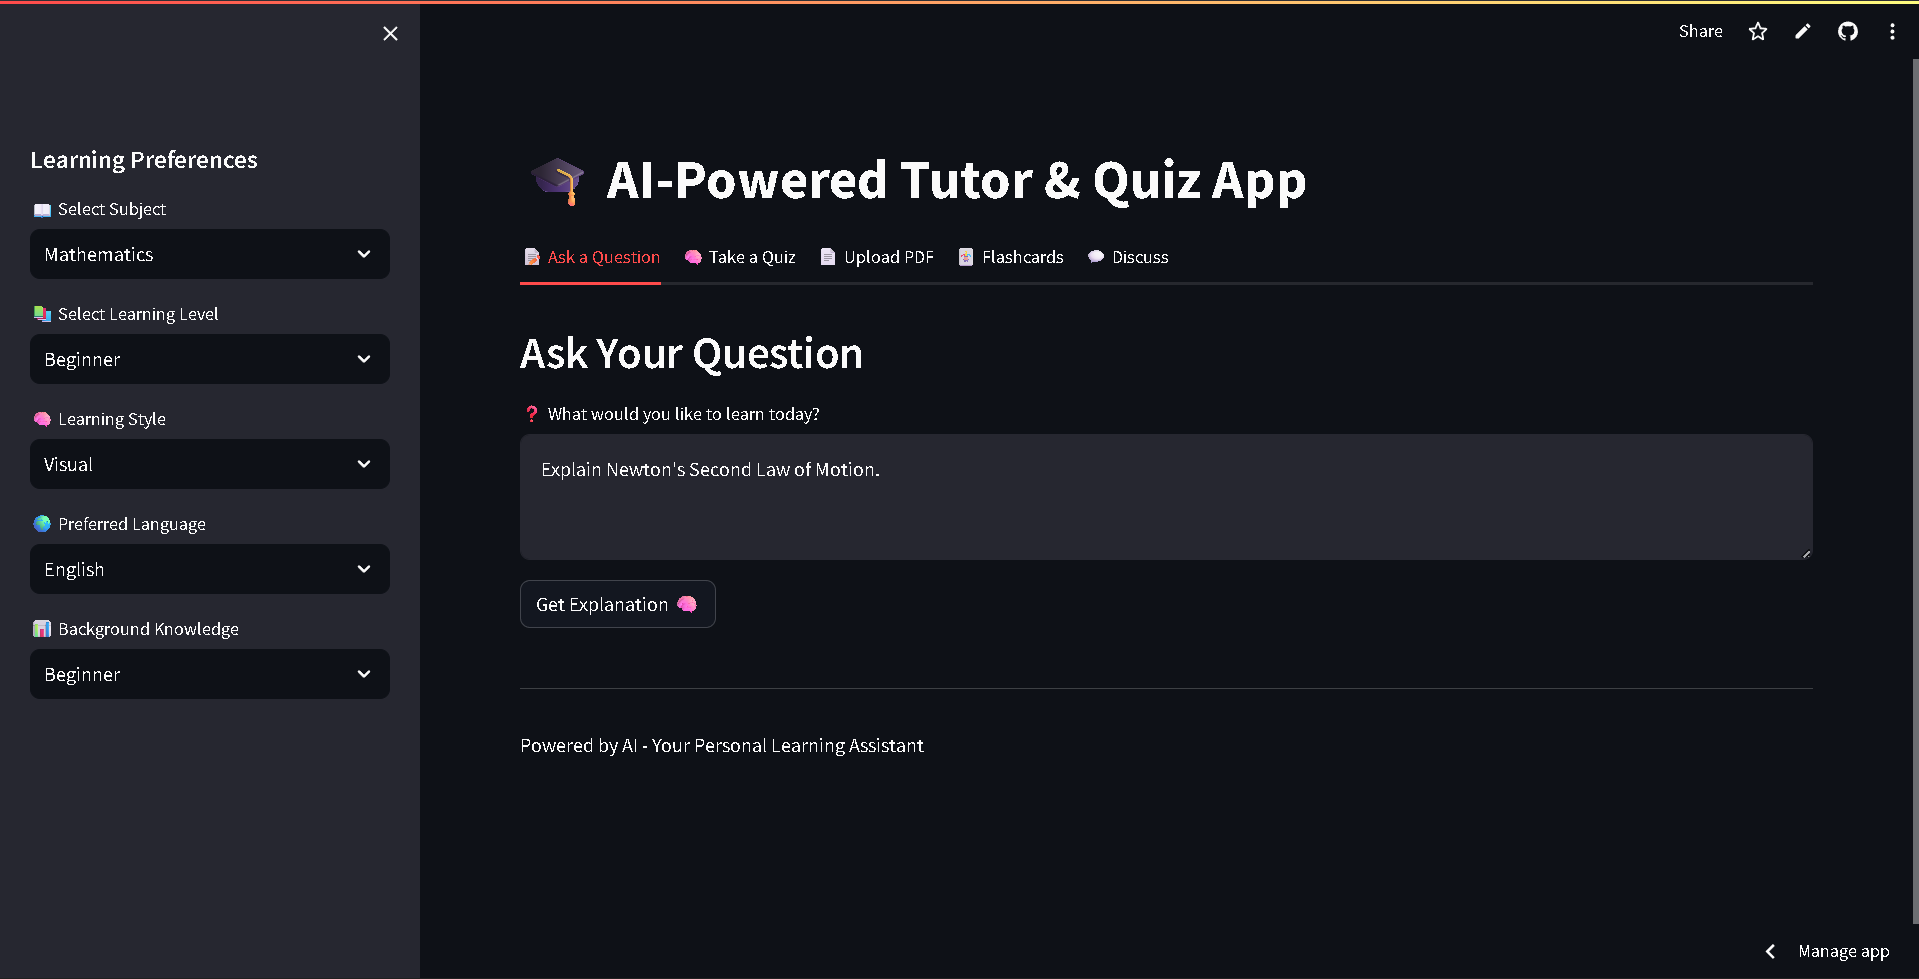 Share
Learning Preferences
Select Subject
Mathematics
Select Learning Level
Beginner
Learning Style
Visual
Preferred Language
English
Background Knowledge
Beginner
AI-Powered Tutor & Quiz App
Ask a Question Take a Quiz Upload PDF Flashcards Discuss
Ask Your Question
❓ What would you like to learn today?
Explain Newton's Second Law of Motion.
Get Explanation
Powered by AI - Your Personal Learning Assistant
Manage app